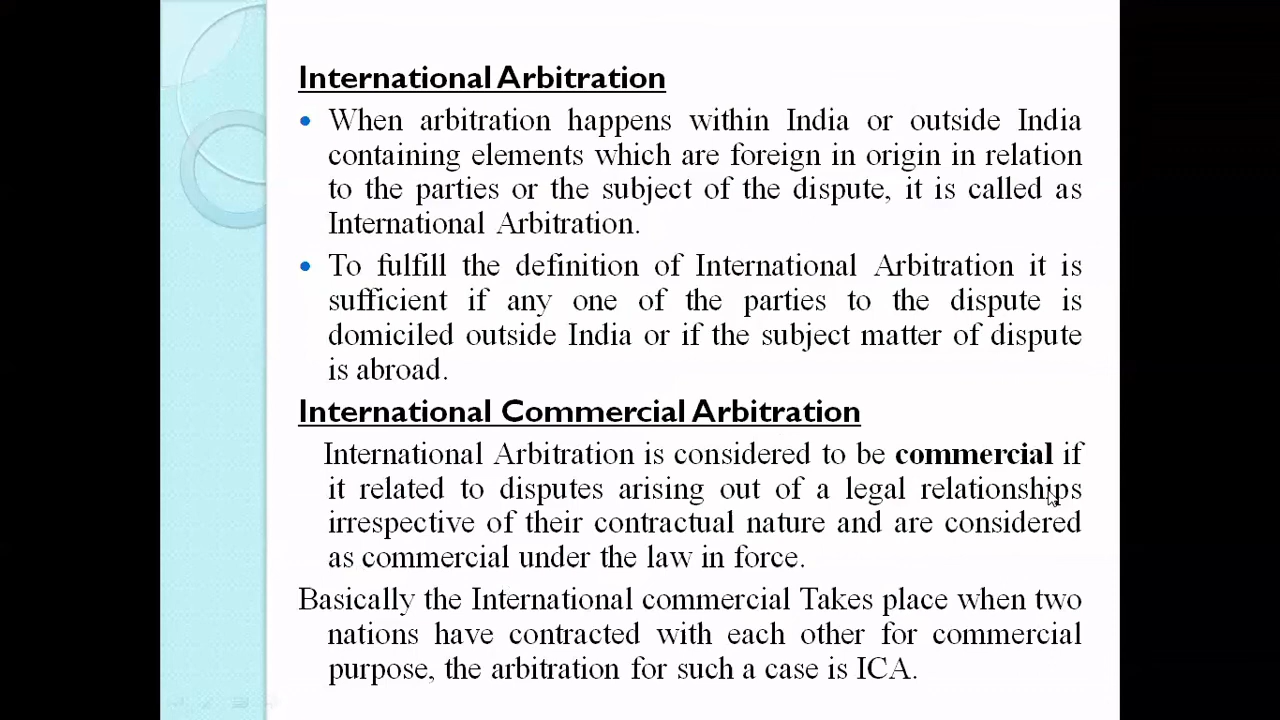 International Arbitration
• When arbitration happens within India or outside India
containing elements which are foreign in origin in relation
to the parties or the subject of the dispute, it is called as
International Arbitration.
• To fulfill the definition of International Arbitration it is
sufficient if any one of the parties to the dispute is
domiciled outside India or if the subject matter of dispute
is abroad.
International Commercial Arbitration
International Arbitration is considered to be commercial if
it related to disputes arising out of a legal relationships
irrespective of their contractual nature and are considered
as commercial under the law in force.
Basically the International commercial Takes place when two
nations have contracted with each other for commercial
purpose, the arbitration for such a case is ICA.